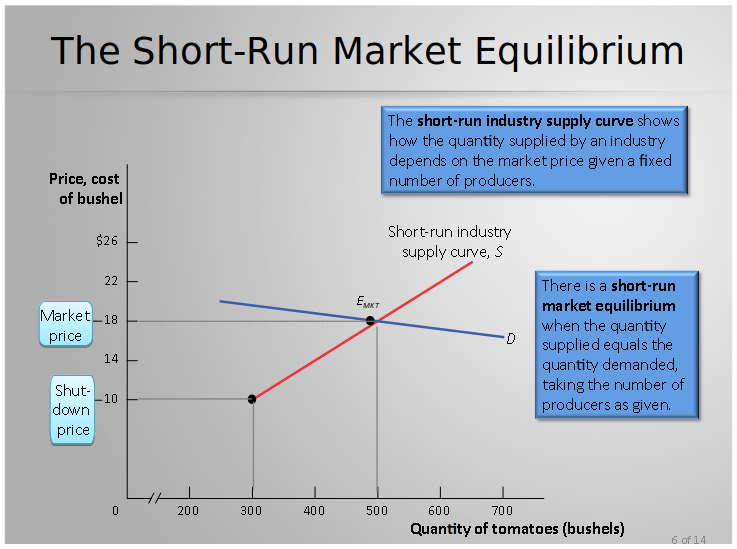 The Short-Run Market Equilibrium
The short-run industry supply curve shows
how the quantity supplied by an industry
depends on the market price given a fixed
number of producers.
Price, cost
of bushel
Short-run industry
supply curve, S
$26
22
18
14
10
Market
price
Shut-
down
price
E MKT
D
There is a short-run
market equilibrium
when the quantity
supplied equals the
quantity demanded,
taking the number of
producers as given.
0 200 300 400 500 600 700
Quantity of tomatoes (bushels)
6 of 14